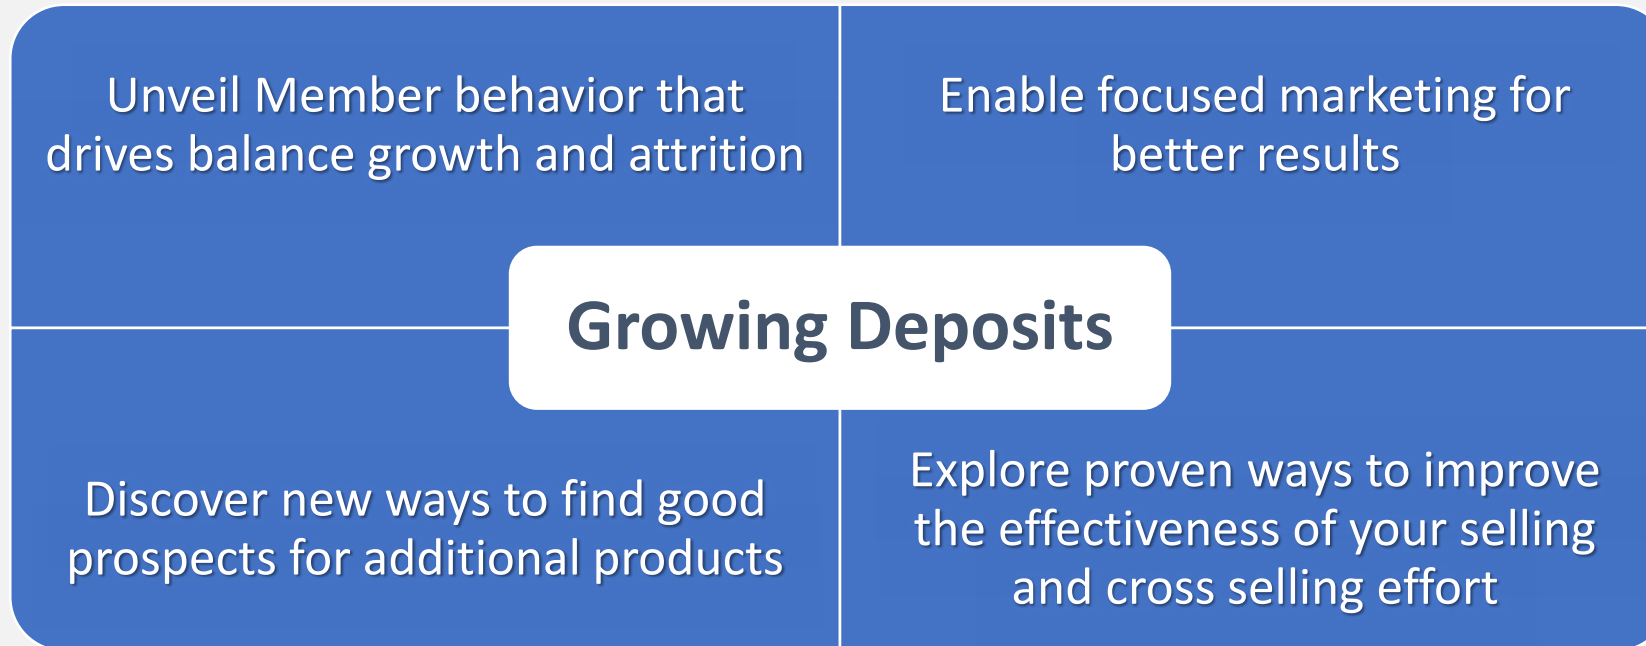 Unveil Member behavior that
drives balance growth and attrition
Enable focused marketing for
better results
Growing Deposits
Discover new ways to find good
prospects for additional products
Explore proven ways to improve
the effectiveness of your selling
and cross selling effort